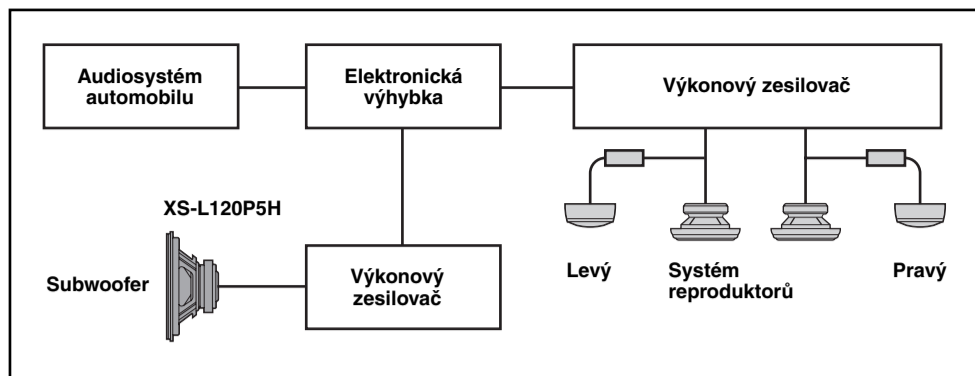 Audiosystém
automobilu
Elektronická
výhybka
Výkonový zesilovač
XS-L120P5H
Subwoofer
Výkonový
zesilovač
Levý
Systém
reproduktorů
Pravý